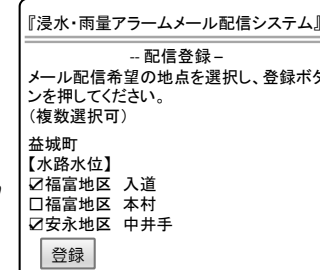 『浸水・雨量アラームメール配信システム』
-- 配信登録 –
メール配信希望の地点を選択し、登録ボタ
ンを押してください。
（複数選択可）
益城町
【水路水位】
☑福富地区 入道
☐福富地区 本村
☑安永地区 中井手
登録